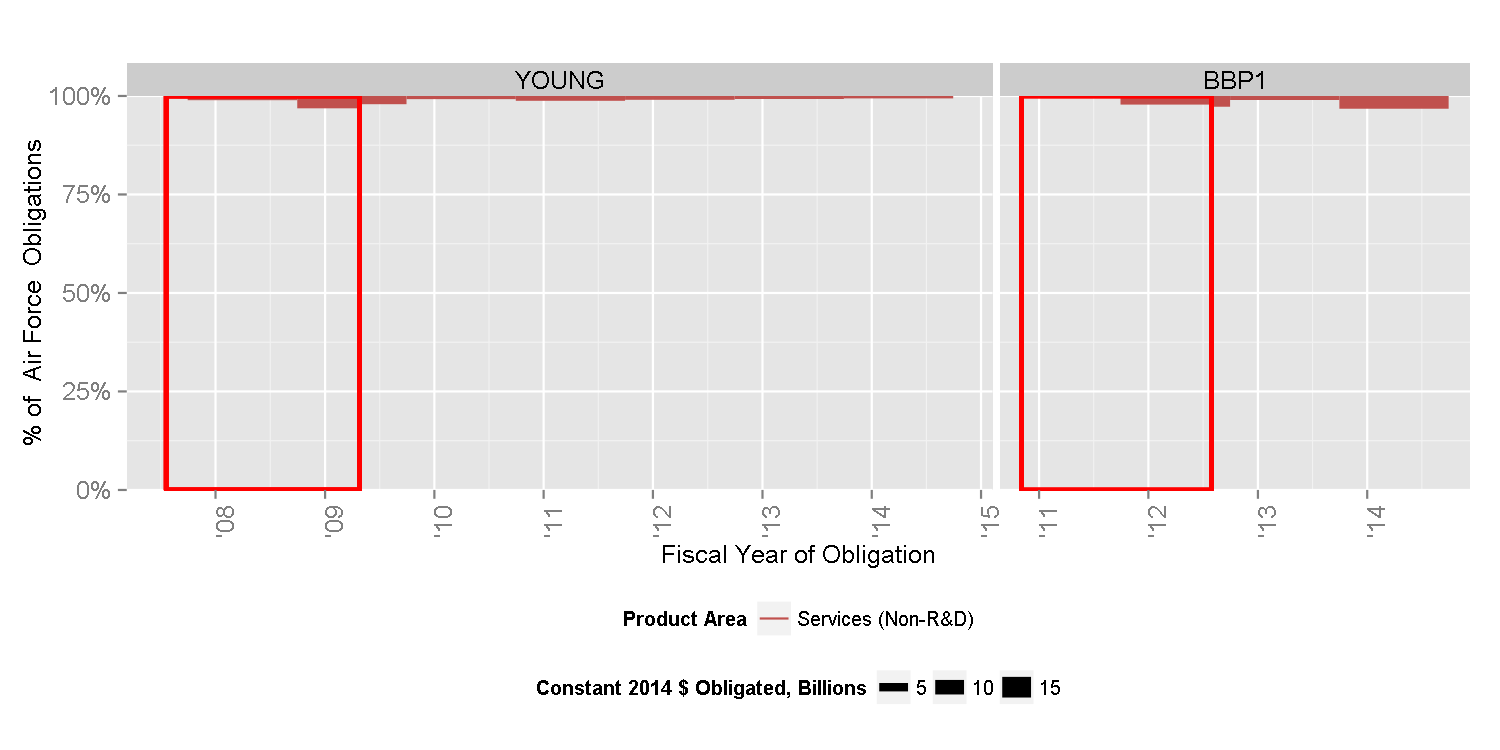 YOUNG BBP1
100%
75%
50%
25%
0%
% of Air Force Obligations
'08 '09 '10 '11 '12 '13 '14 '15 '11 '12 '13 '14
Fiscal Year of Obligation
Product Area Services (Non-R&D)
Constant 2014 $ Obligated, Billions 5 10 15